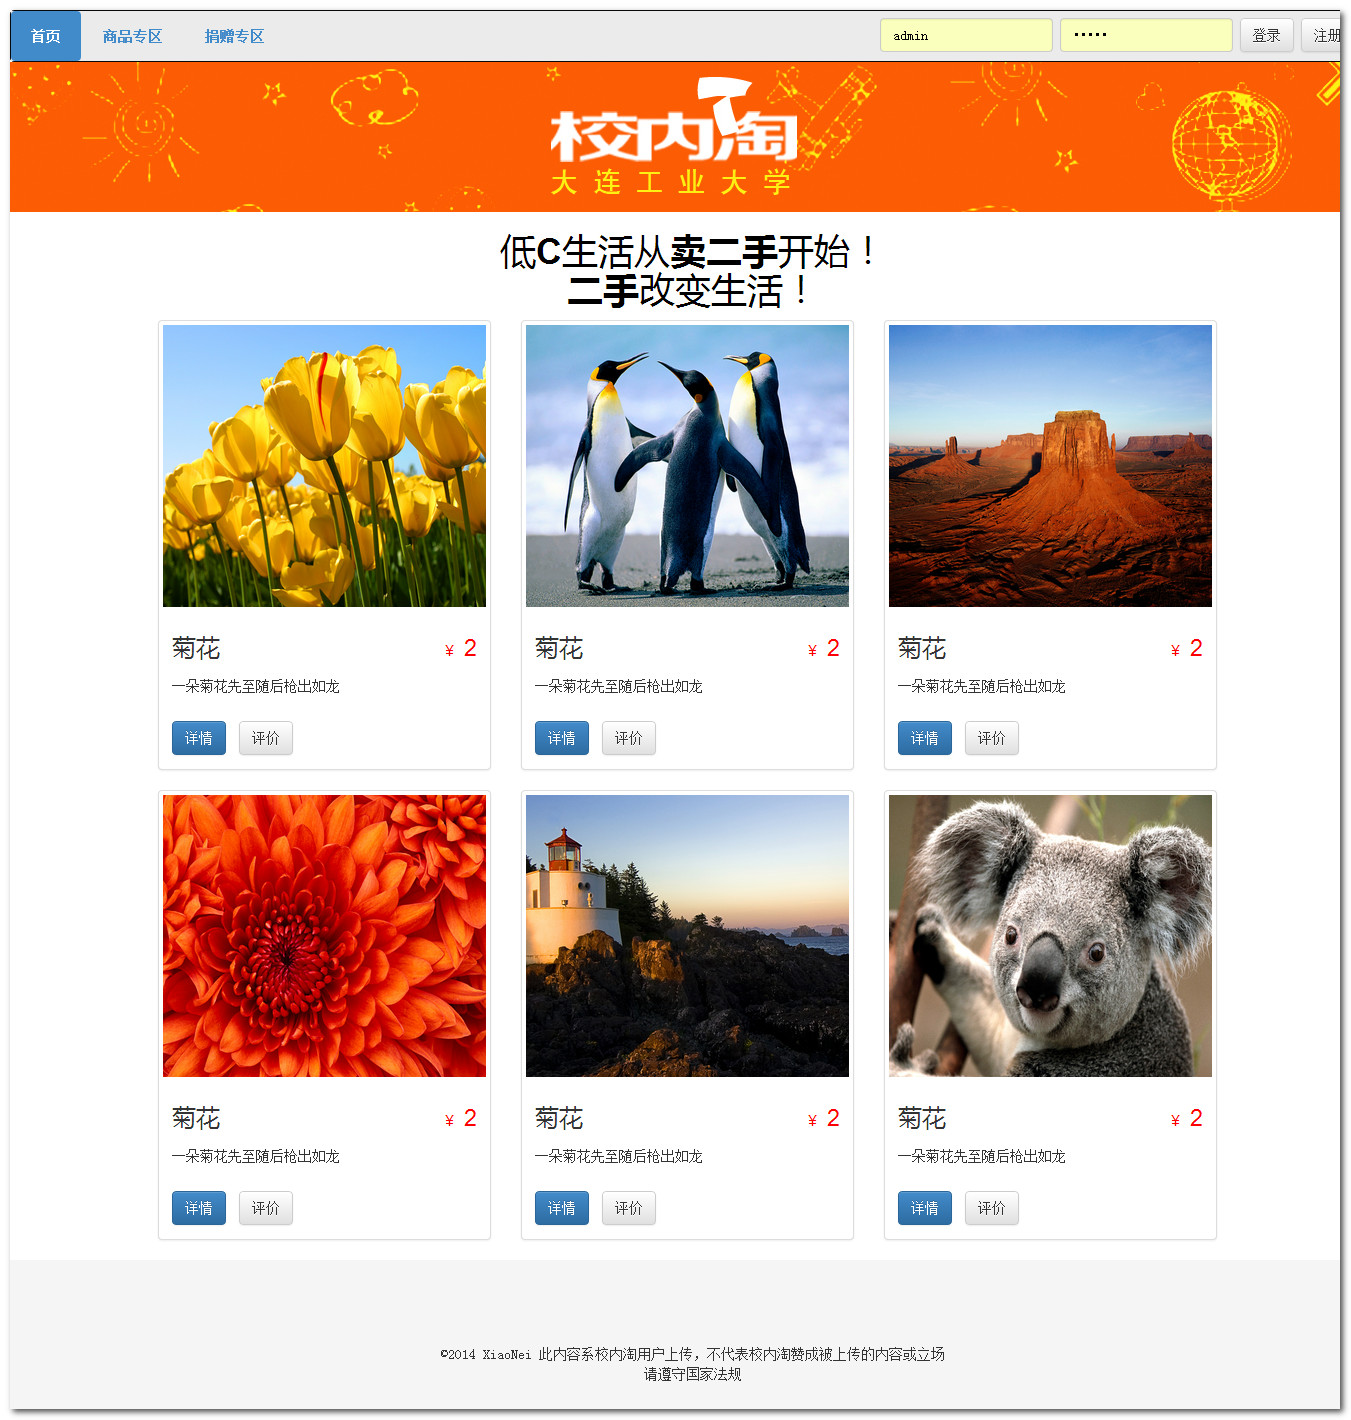 首页 商品专区 捐赠专区 admin ••••• 登录 注册
校内淘
大连工业大学
低C生活从卖二手开始！
二手改变生活！
菊花 ¥ 2
一朵菊花先至随后枪出如龙
详情 评价
菊花 ¥ 2
一朵菊花先至随后枪出如龙
详情 评价
菊花 ¥ 2
一朵菊花先至随后枪出如龙
详情 评价
菊花 ¥ 2
一朵菊花先至随后枪出如龙
详情 评价
菊花 ¥ 2
一朵菊花先至随后枪出如龙
详情 评价
菊花 ¥ 2
一朵菊花先至随后枪出如龙
详情 评价
©2014 XiaoNei 此内容系校内淘用户上传，不代表校内淘赞成被上传的内容或立场
请遵守国家法规